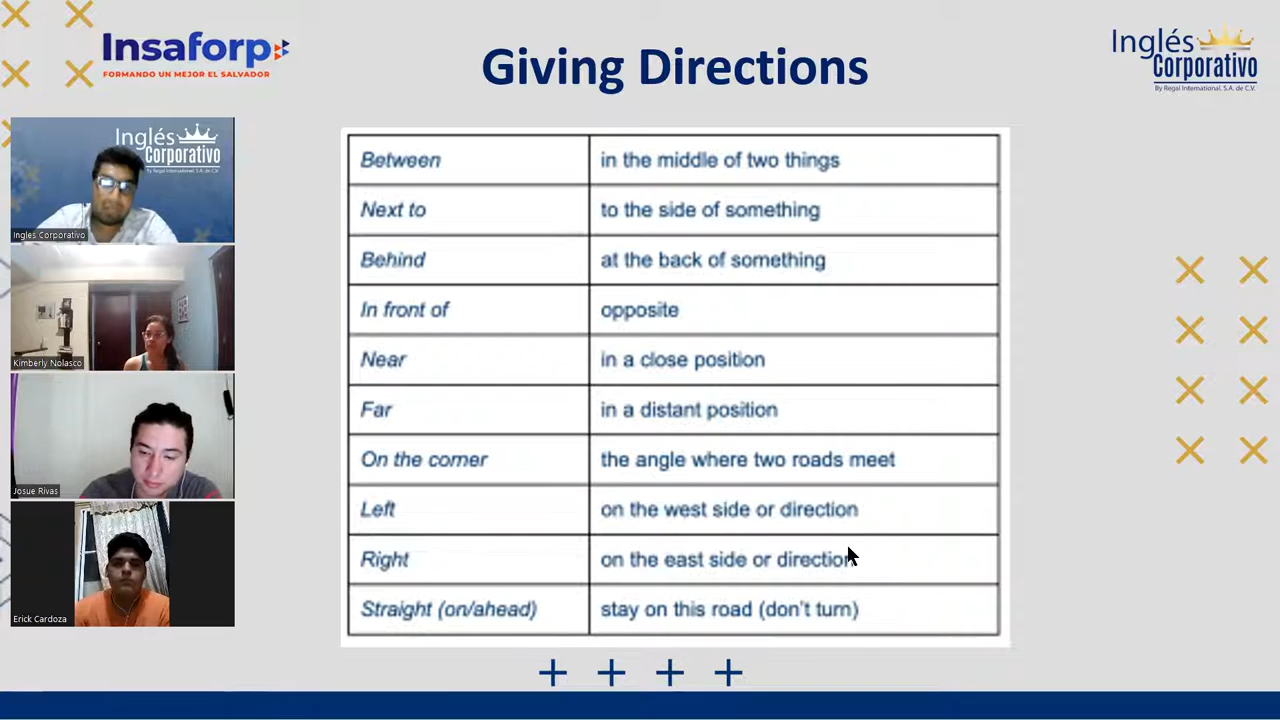 Insaforp
FORMANDO UN MEJOR EL SALVADOR
Giving Directions
Inglés
Corporativo
By Regal International, S.A. de C.V.
Inglés
Corporativo
By Regal International, S.A. de C.V.
Ingles Corporativo
Kimberly Nolasco
Josue Rivas
Erick Cardoza
Between in the middle of two things
Next to to the side of something
Behind at the back of something
In front of opposite
Near in a close position
Far in a distant position
On the corner the angle where two roads meet
Left on the west side or direction
Right on the east side or direction
Straight (on/ahead) stay on this road (don't turn)